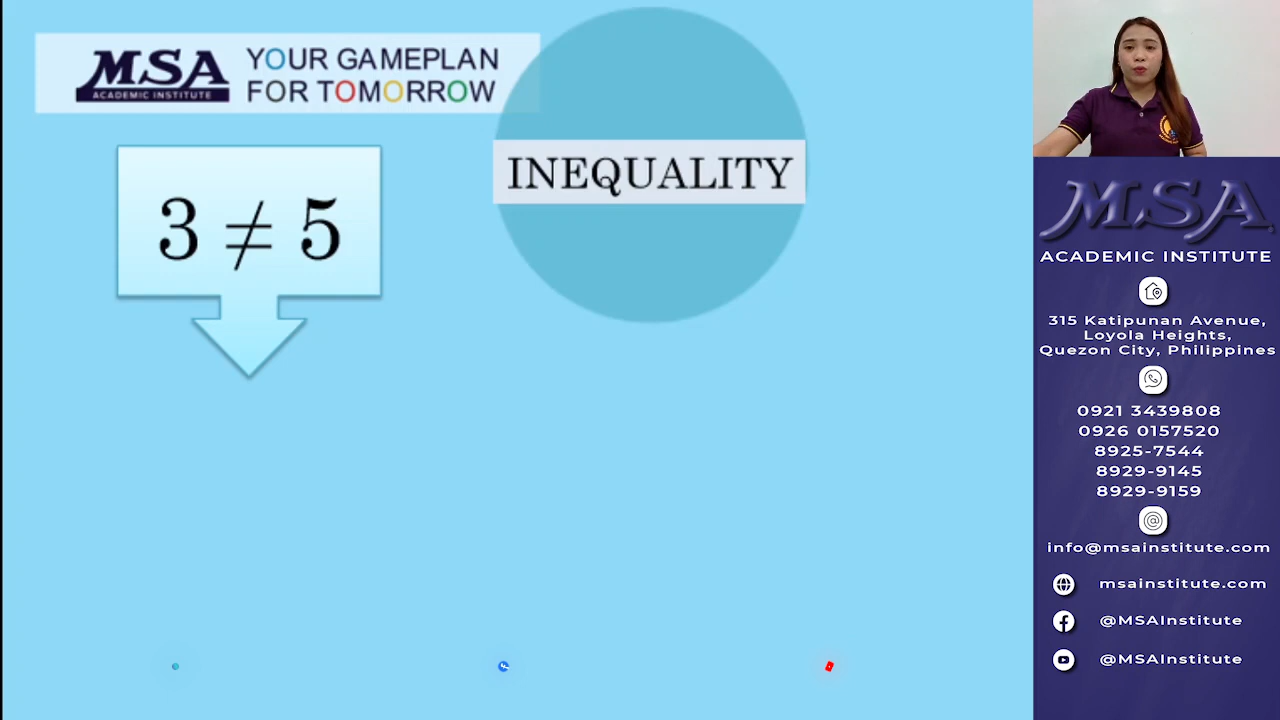 MSA
ACADEMIC INSTITUTE
YOUR GAMEPLAN
FOR TOMORROW
INEQUALITY
3 ≠ 5
MSA
ACADEMIC INSTITUTE
315 Katipunan Avenue,
Loyola Heights,
Quezon City, Philippines
0921 3439808
0926 0157520
8925-7544
8929-9145
8929-9159
info@msainstitute.com
msainstitute.com
@MSAInstitute
@MSAInstitute